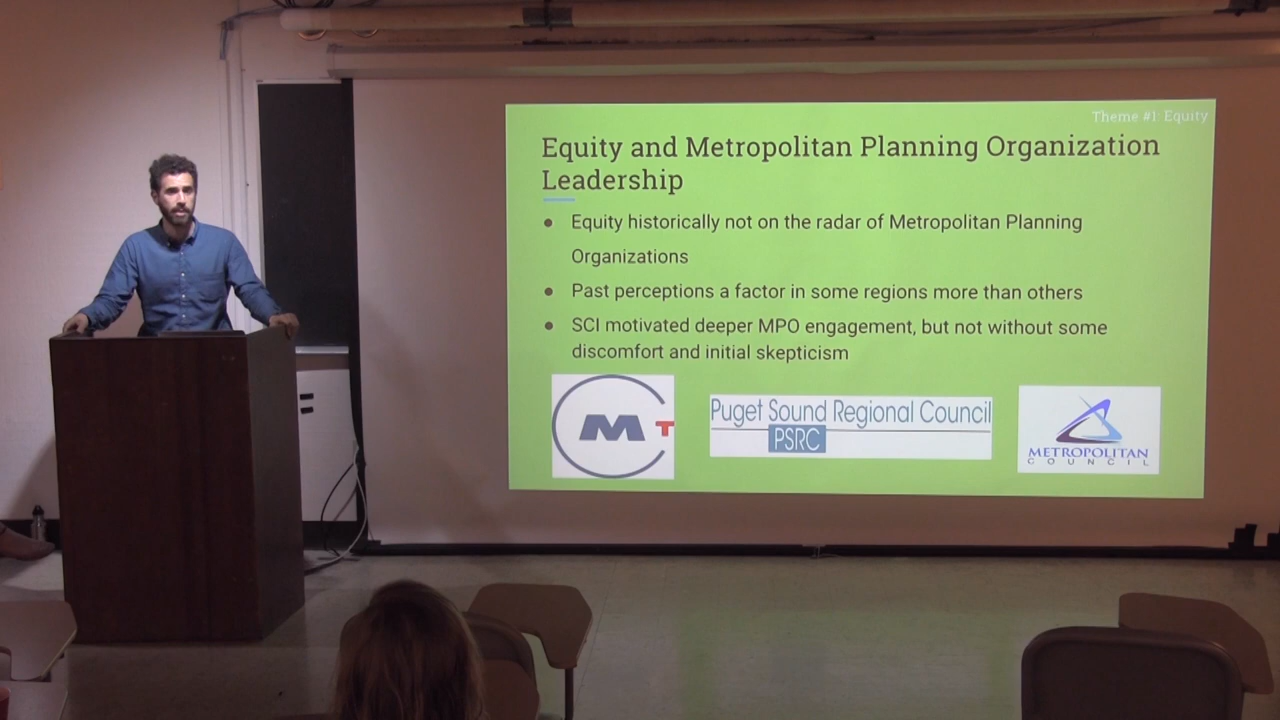 Theme #1: Equity
Equity and Metropolitan Planning Organization
Leadership
● Equity historically not on the radar of Metropolitan Planning
Organizations
● Past perceptions a factor in some regions more than others
● SCI motivated deeper MPO engagement, but not without some
discomfort and initial skepticism
M T
Puget Sound Regional Council
PSRC
METROPOLITAN
COUNCIL